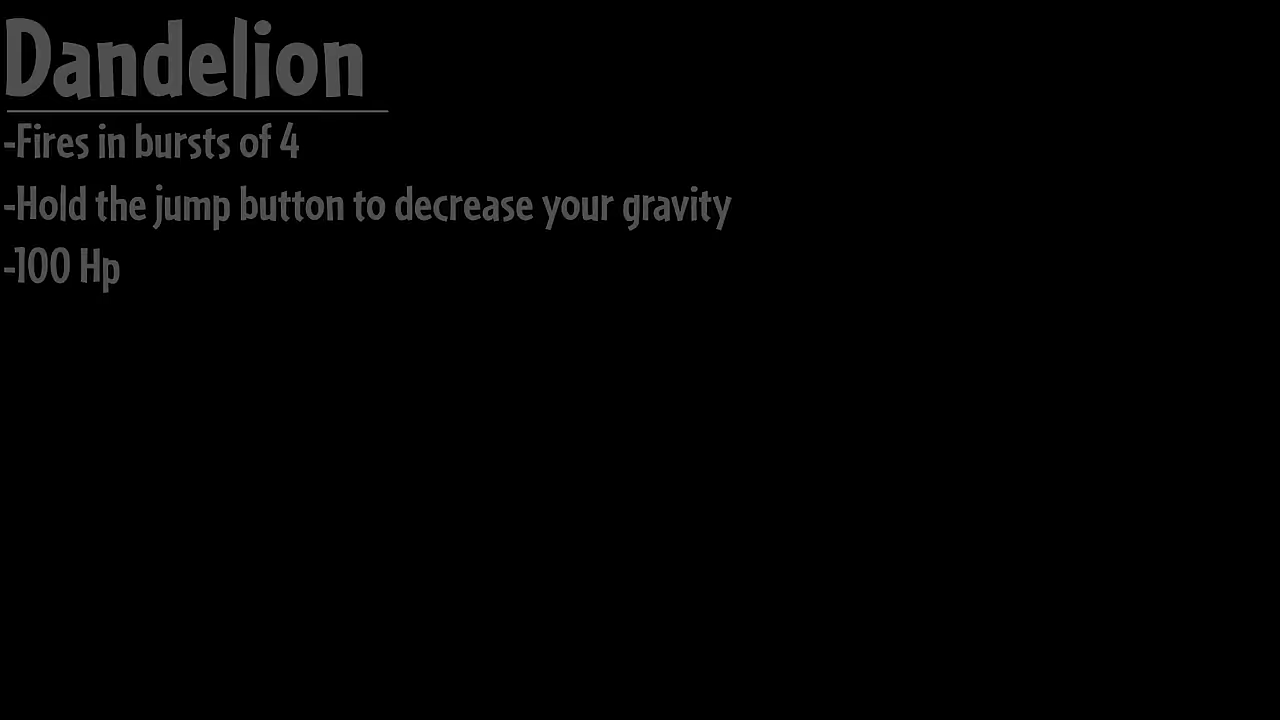 Dandelion
-Fires in bursts of 4
-Hold the jump button to decrease your gravity
-100 Hp